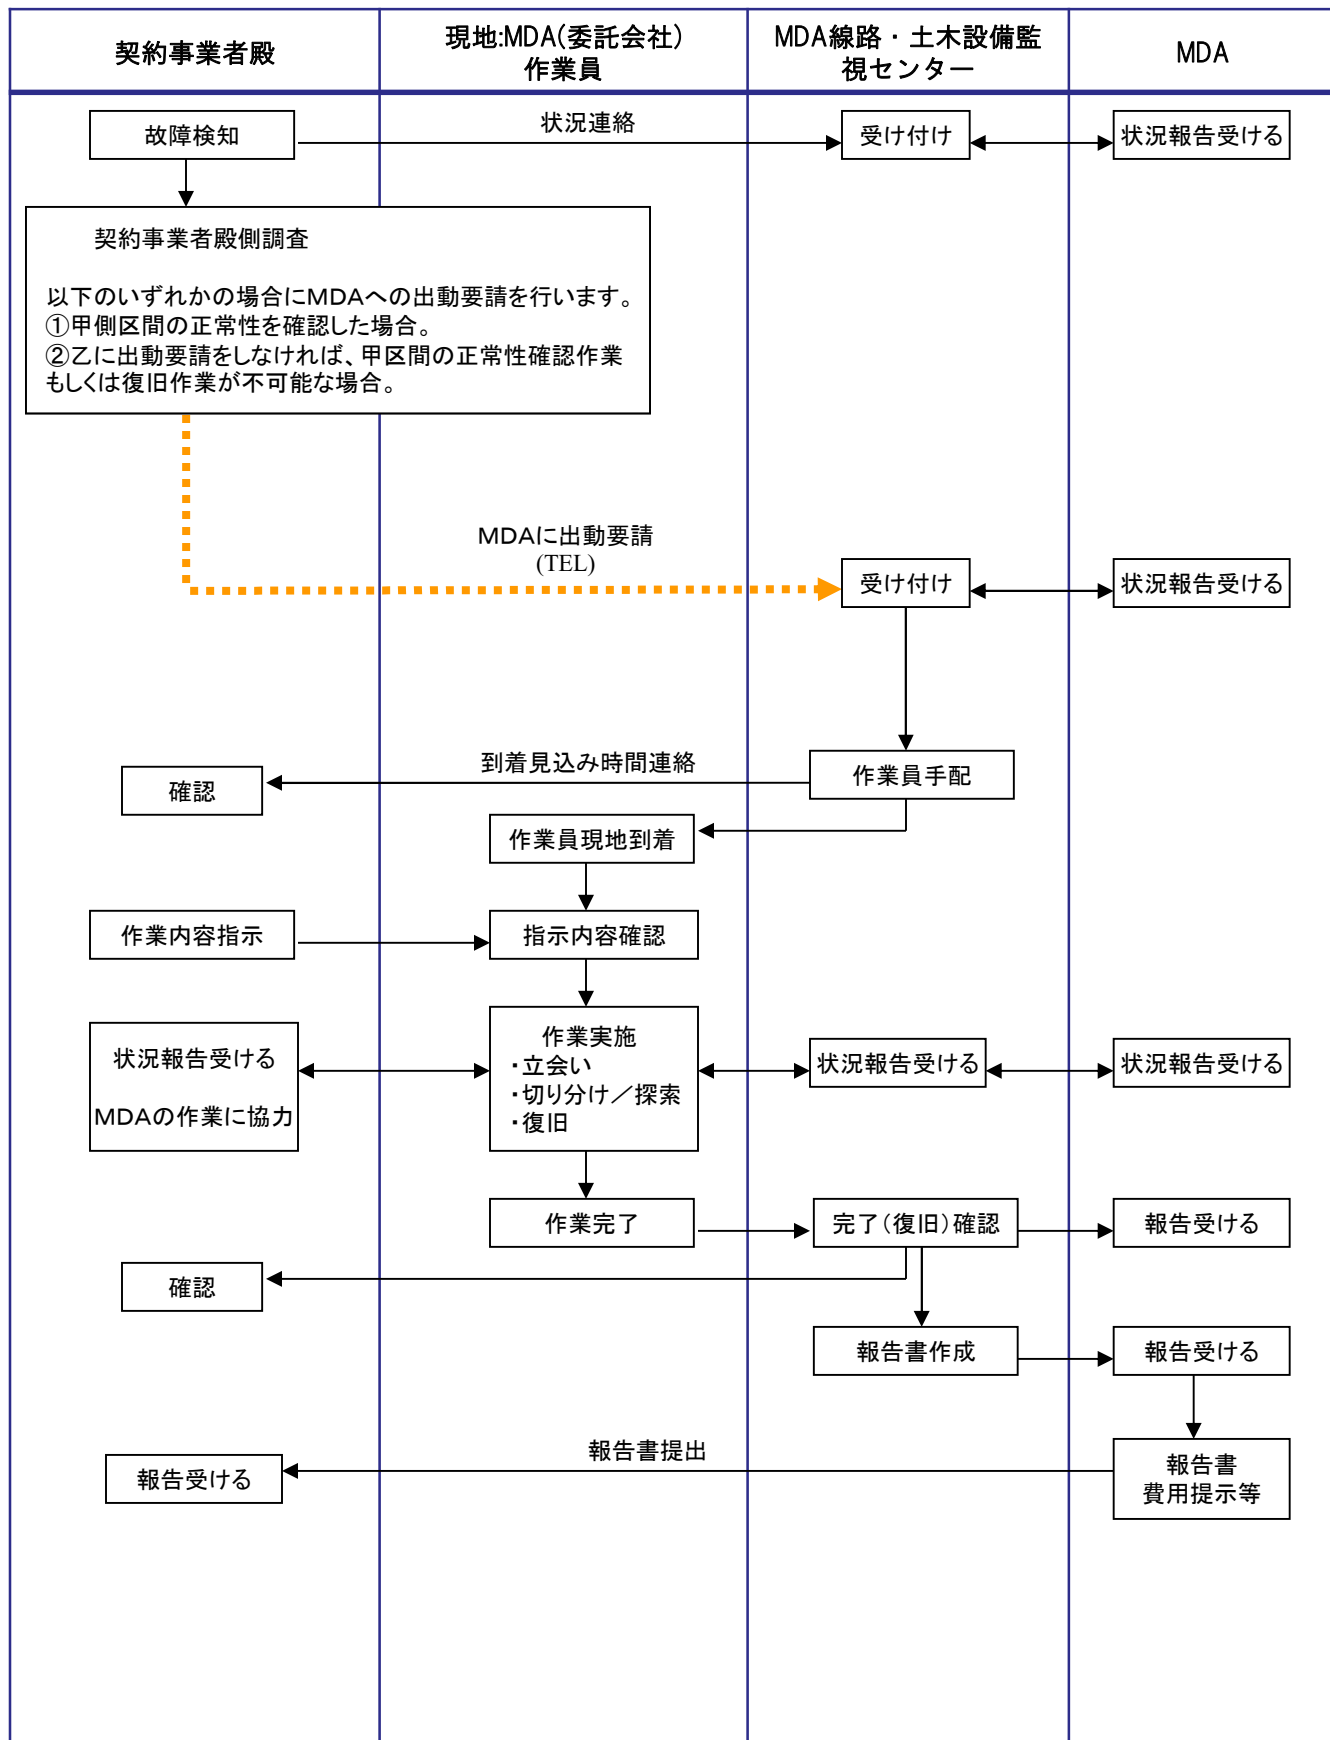 契約事業者殿
現地:MDA(委託会社)
作業員
MDA線路・土木設備監
視センター
MDA
故障検知
状況連絡
受け付け
状況報告受ける
契約事業者殿側調査
以下のいずれかの場合にMDAへの出動要請を行います。
①甲側区間の正常性を確認した場合。
②乙に出動要請をしなければ、甲区間の正常性確認作業
もしくは復旧作業が不可能な場合。
MDAに出動要請
(TEL)
受け付け
状況報告受ける
到着見込み時間連絡
作業員手配
確認
作業員現地到着
作業内容指示
指示内容確認
状況報告受ける
MDAの作業に協力
作業実施
・立会い
・切り分け／探索
・復旧
状況報告受ける
状況報告受ける
作業完了
完了(復旧)確認
報告受ける
確認
報告書作成
報告受ける
報告書提出
報告受ける
報告書
費用提示等